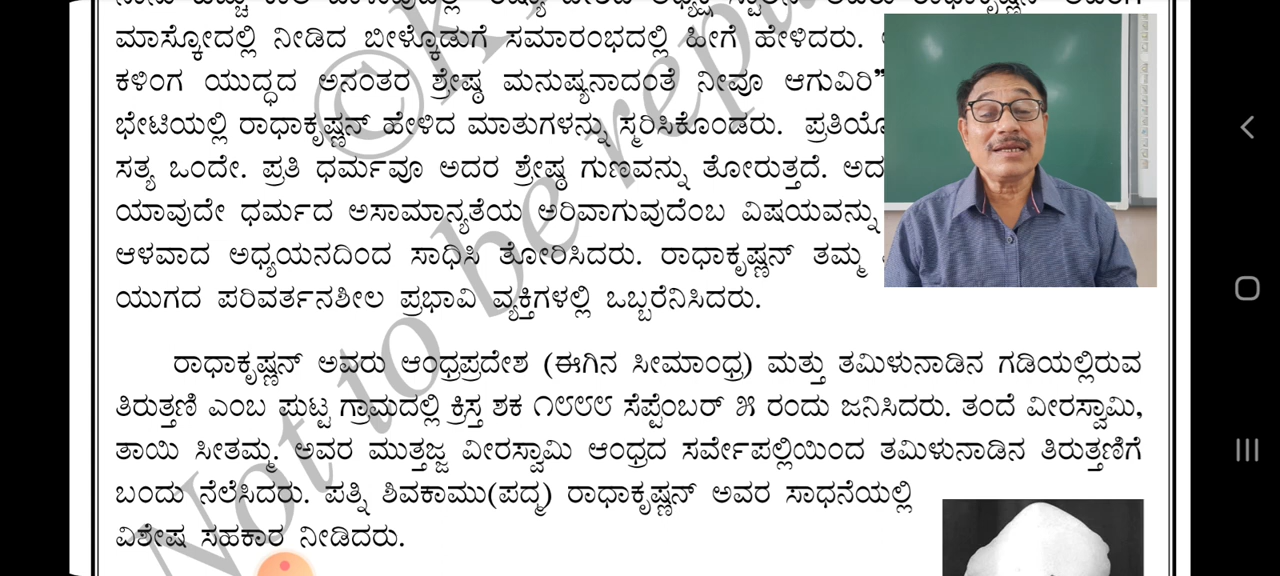 ಮಾಸ್ಕೋದಲ್ಲಿ ನೀಡಿದ ಬೀಳ್ಕೊಡುಗೆ ಸಮಾರಂಭದಲ್ಲಿ ಹೀಗೆ ಹೇಳಿದರು.
ಕಳಿಂಗ ಯುದ್ಧದ ಅನಂತರ ಶ್ರೇಷ್ಠ ಮನುಷ್ಯನಾದಂತೆ ನೀವೂ ಆಗುವಿರಿ”
ಭೇಟಿಯಲ್ಲಿ ರಾಧಾಕೃಷ್ಣನ್ ಹೇಳಿದ ಮಾತುಗಳನ್ನು ಸ್ಮರಿಸಿಕೊಂಡರು.
ಸತ್ಯ ಒಂದೇ. ಪ್ರತಿ ಧರ್ಮವೂ ಅದರ ಶ್ರೇಷ್ಠ ಗುಣವನ್ನು ತೋರುತ್ತದೆ.
ಯಾವುದೇ ಧರ್ಮದ ಅಸಾಮಾನ್ಯತೆಯ ಅರಿವಾಗುವುದೆಂಬ ವಿಷಯವನ್ನು
ಆಳವಾದ ಅಧ್ಯಯನದಿಂದ ಸಾಧಿಸಿ ತೋರಿಸಿದರು. ರಾಧಾಕೃಷ್ಣನ್ ತಮ್ಮ
ಯುಗದ ಪರಿವರ್ತನಶೀಲ ಪ್ರಭಾವಿ ವ್ಯಕ್ತಿಗಳಲ್ಲಿ ಒಬ್ಬರೆನಿಸಿದರು.
ರಾಧಾಕೃಷ್ಣನ್ ಅವರು ಆಂಧ್ರಪ್ರದೇಶ (ಈಗಿನ ಸೀಮಾಂಧ್ರ) ಮತ್ತು ತಮಿಳುನಾಡಿನ ಗಡಿಯಲ್ಲಿರುವ
ತಿರುತ್ತಣಿ ಎಂಬ ಪುಟ್ಟ ಗ್ರಾಮದಲ್ಲಿ ಕ್ರಿಸ್ತ ಶಕ ೧೮೮೮ ಸೆಪ್ಟೆಂಬರ್ ೫ ರಂದು ಜನಿಸಿದರು. ತಂದೆ ವೀರಸ್ವಾಮಿ,
ತಾಯಿ ಸೀತಮ್ಮ. ಅವರ ಮುತ್ತಜ್ಜ ವೀರಸ್ವಾಮಿ ಆಂಧ್ರದ ಸರ್ವೇಪಲ್ಲಿಯಿಂದ ತಮಿಳುನಾಡಿನ ತಿರುತ್ತಣಿಗೆ
ಬಂದು ನೆಲೆಸಿದರು. ಪತ್ನಿ ಶಿವಕಾಮು(ಪದ್ಮ) ರಾಧಾಕೃಷ್ಣನ್ ಅವರ ಸಾಧನೆಯಲ್ಲಿ
ವಿಶೇಷ ಸಹಕಾರ ನೀಡಿದರು.
Not to be